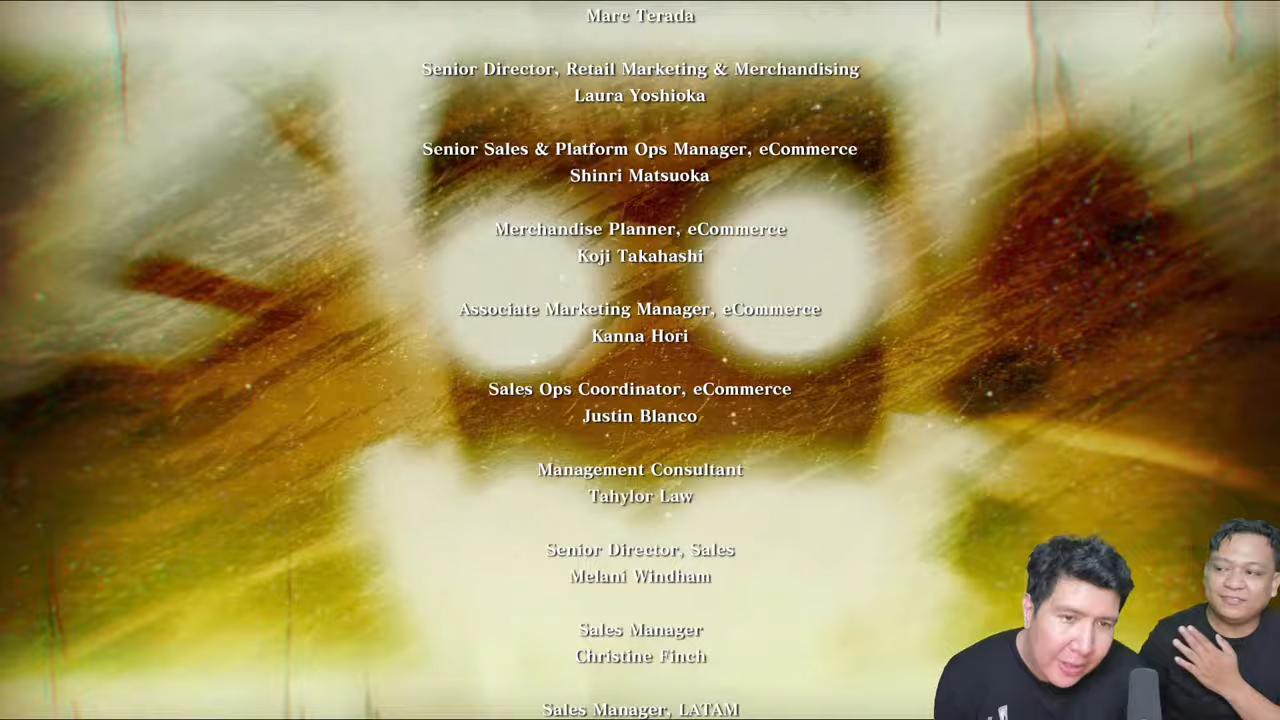 Marc Terada
Senior Director, Retail Marketing & Merchandising
Laura Yoshioka
Senior Sales & Platform Ops Manager, eCommerce
Shinri Matsuoka
Merchandise Planner, eCommerce
Koji Takahashi
Associate Marketing Manager, eCommerce
Kanna Hori
Sales Ops Coordinator, eCommerce
Justin Blanco
Management Consultant
Tahylor Law
Senior Director, Sales
Melani Windham
Sales Manager
Christine Finch
Sales Manager, LATAM